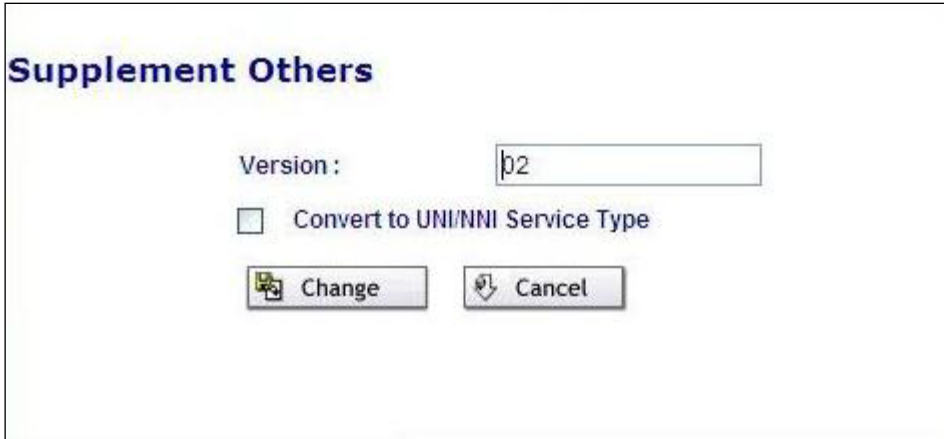 Supplement Others
Version : 02
Convert to UNI/NNI Service Type
Change Cancel